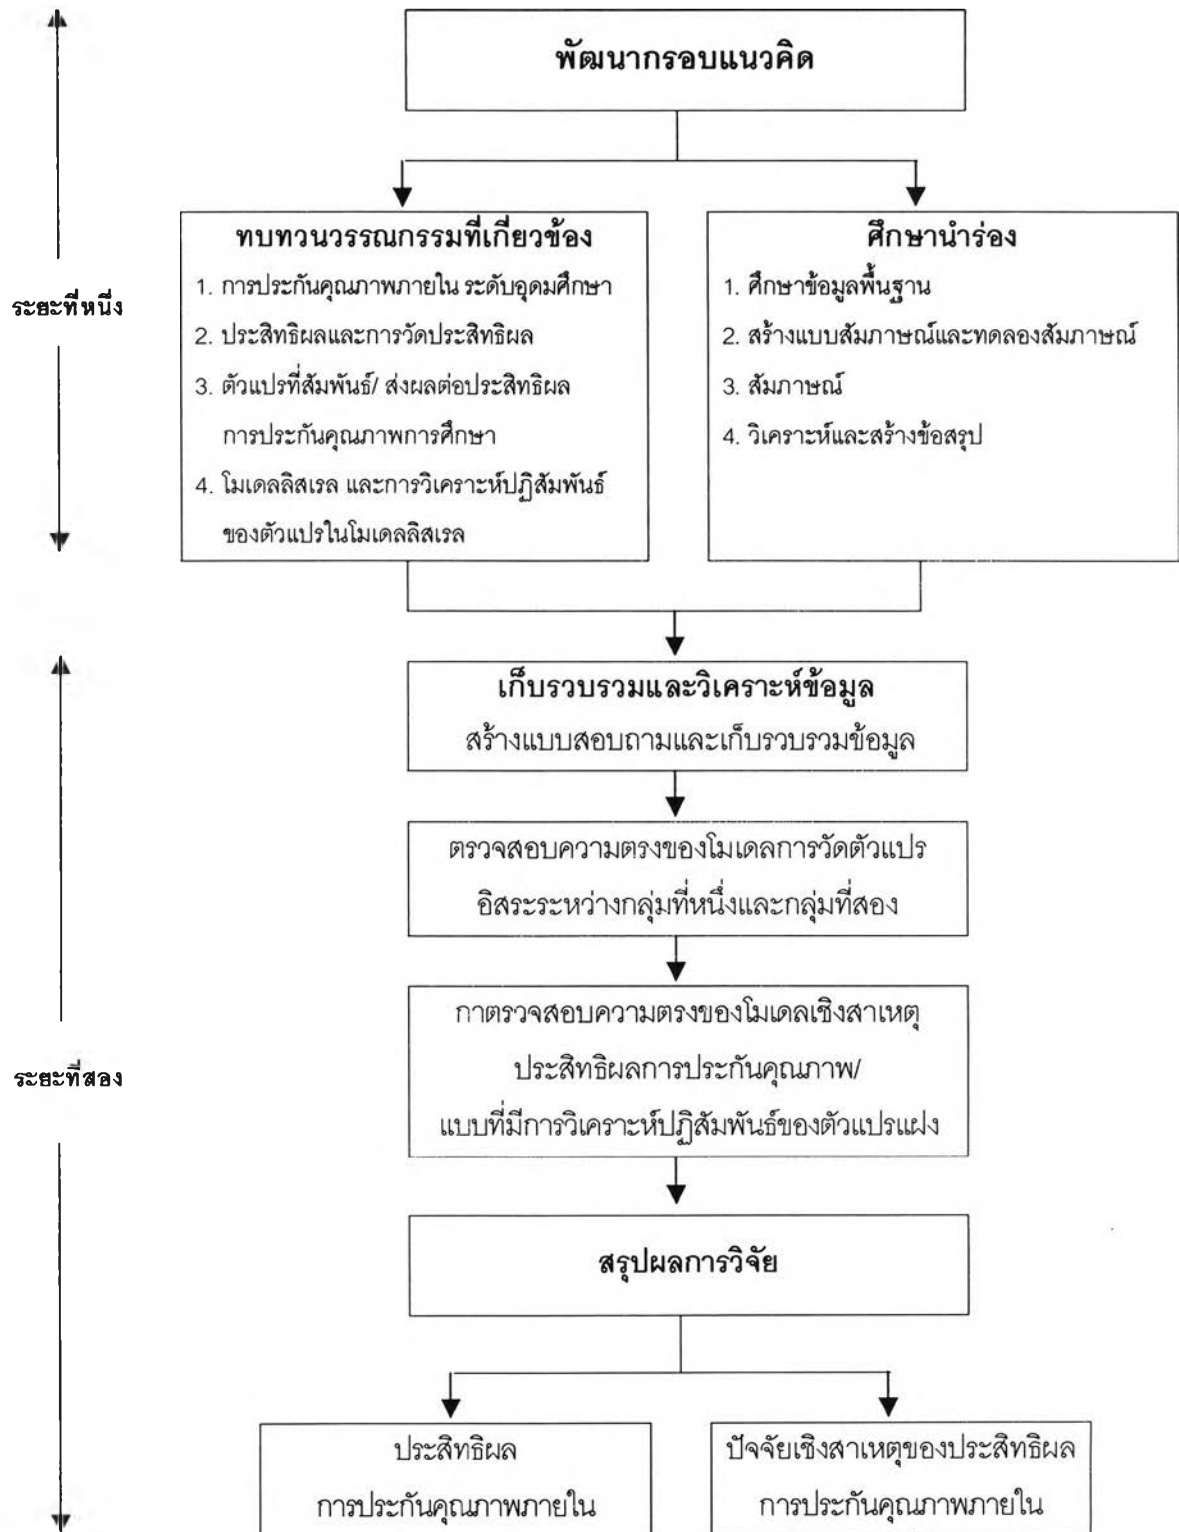 พัฒนากรอบแนวคิด
ระยะที่หนึ่ง
ทบทวนวรรณกรรมที่เกี่ยวข้อง
1. การประกันคุณภาพภายใน ระดับอุดมศึกษา
2. ประสิทธิผลและการวัดประสิทธิผล
3. ตัวแปรที่สัมพันธ์/ ส่งผลต่อประสิทธิผล
การประกันคุณภาพการศึกษา
4. โมเดลลิสเรล และการวิเคราะห์ปฏิสัมพันธ์
ของตัวแปรในโมเดลลิสเรล
ศึกษานำร่อง
1. ศึกษาข้อมูลพื้นฐาน
2. สร้างแบบสัมภาษณ์และทดลองสัมภาษณ์
3. สัมภาษณ์
4. วิเคราะห์และสร้างข้อสรุป
เก็บรวบรวมและวิเคราะห์ข้อมูล
สร้างแบบสอบถามและเก็บรวบรวมข้อมูล
ตรวจสอบความตรงของโมเดลการวัดตัวแปร
อิสระระหว่างกลุ่มที่หนึ่งและกลุ่มที่สอง
ระยะที่สอง
กาตรวจสอบความตรงของโมเดลเชิงสาเหตุ
ประสิทธิผลการประกันคุณภาพ/
แบบที่มีการวิเคราะห์ปฏิสัมพันธ์ของตัวแปรแฝง
สรุปผลการวิจัย
ประสิทธิผล
การประกันคุณภาพภายใน
ปัจจัยเชิงสาเหตุของประสิทธิผล
การประกันคุณภาพภายใน